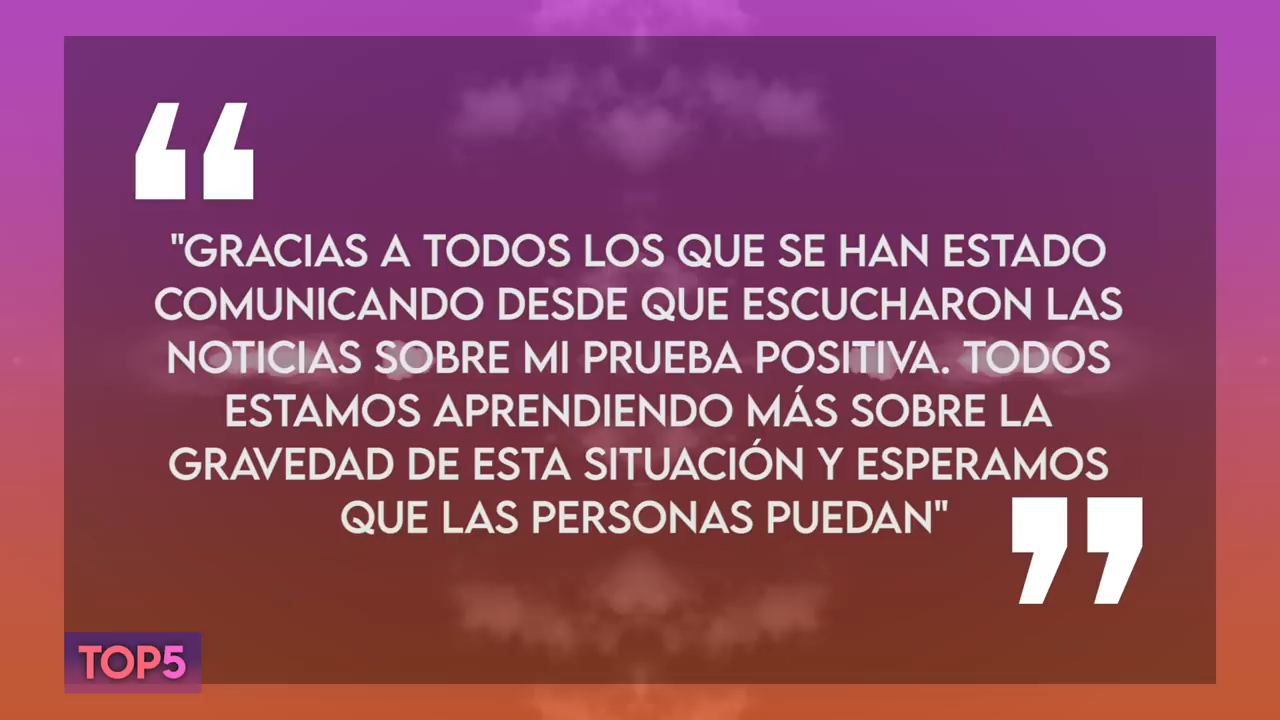 "GRACIAS A TODOS LOS QUE SE HAN ESTADO
COMUNICANDO DESDE QUE ESCUCHARON LAS
NOTICIAS SOBRE MI PRUEBA POSITIVA. TODOS
ESTAMOS APRENDIENDO MÁS SOBRE LA
GRAVEDAD DE ESTA SITUACIÓN Y ESPERAMOS
QUE LAS PERSONAS PUEDAN"
TOP5